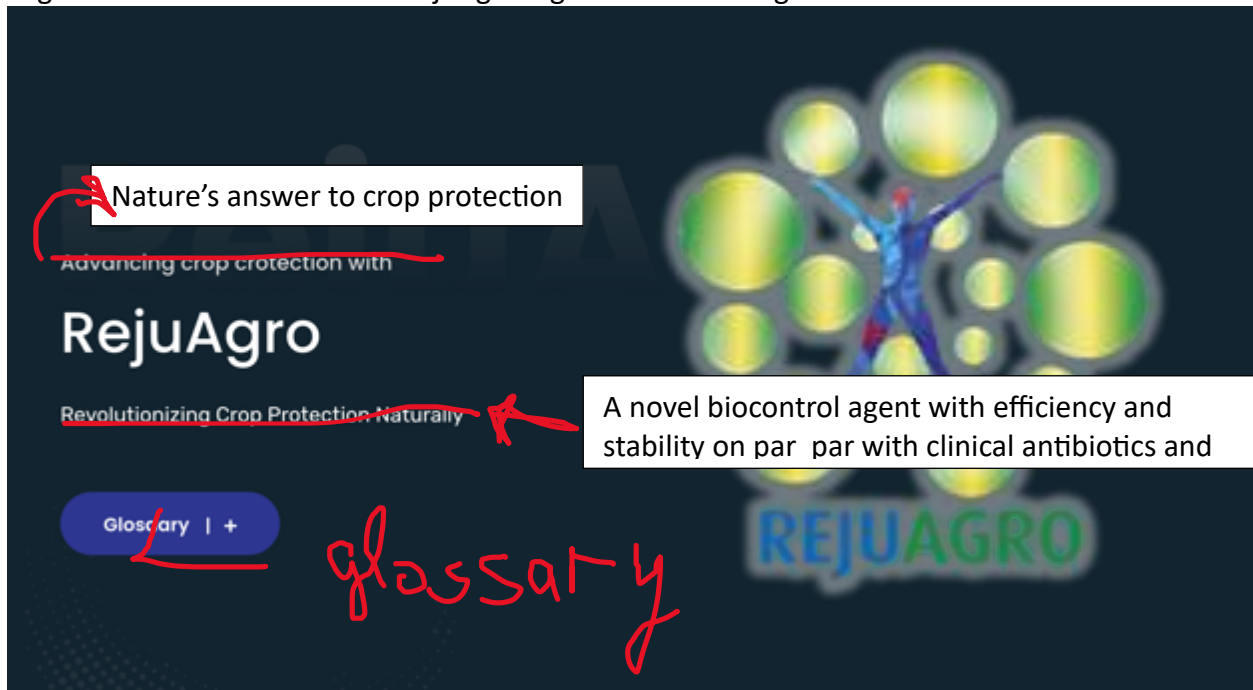 Nature's answer to crop protection
Advancing crop crotection with
RejuAgro
Revolutionizing Crop Protection Naturally
A novel biocontrol agent with efficiency and
stability on par par with clinical antibiotics and
Glosdary | +
glossary
REJUAGRO